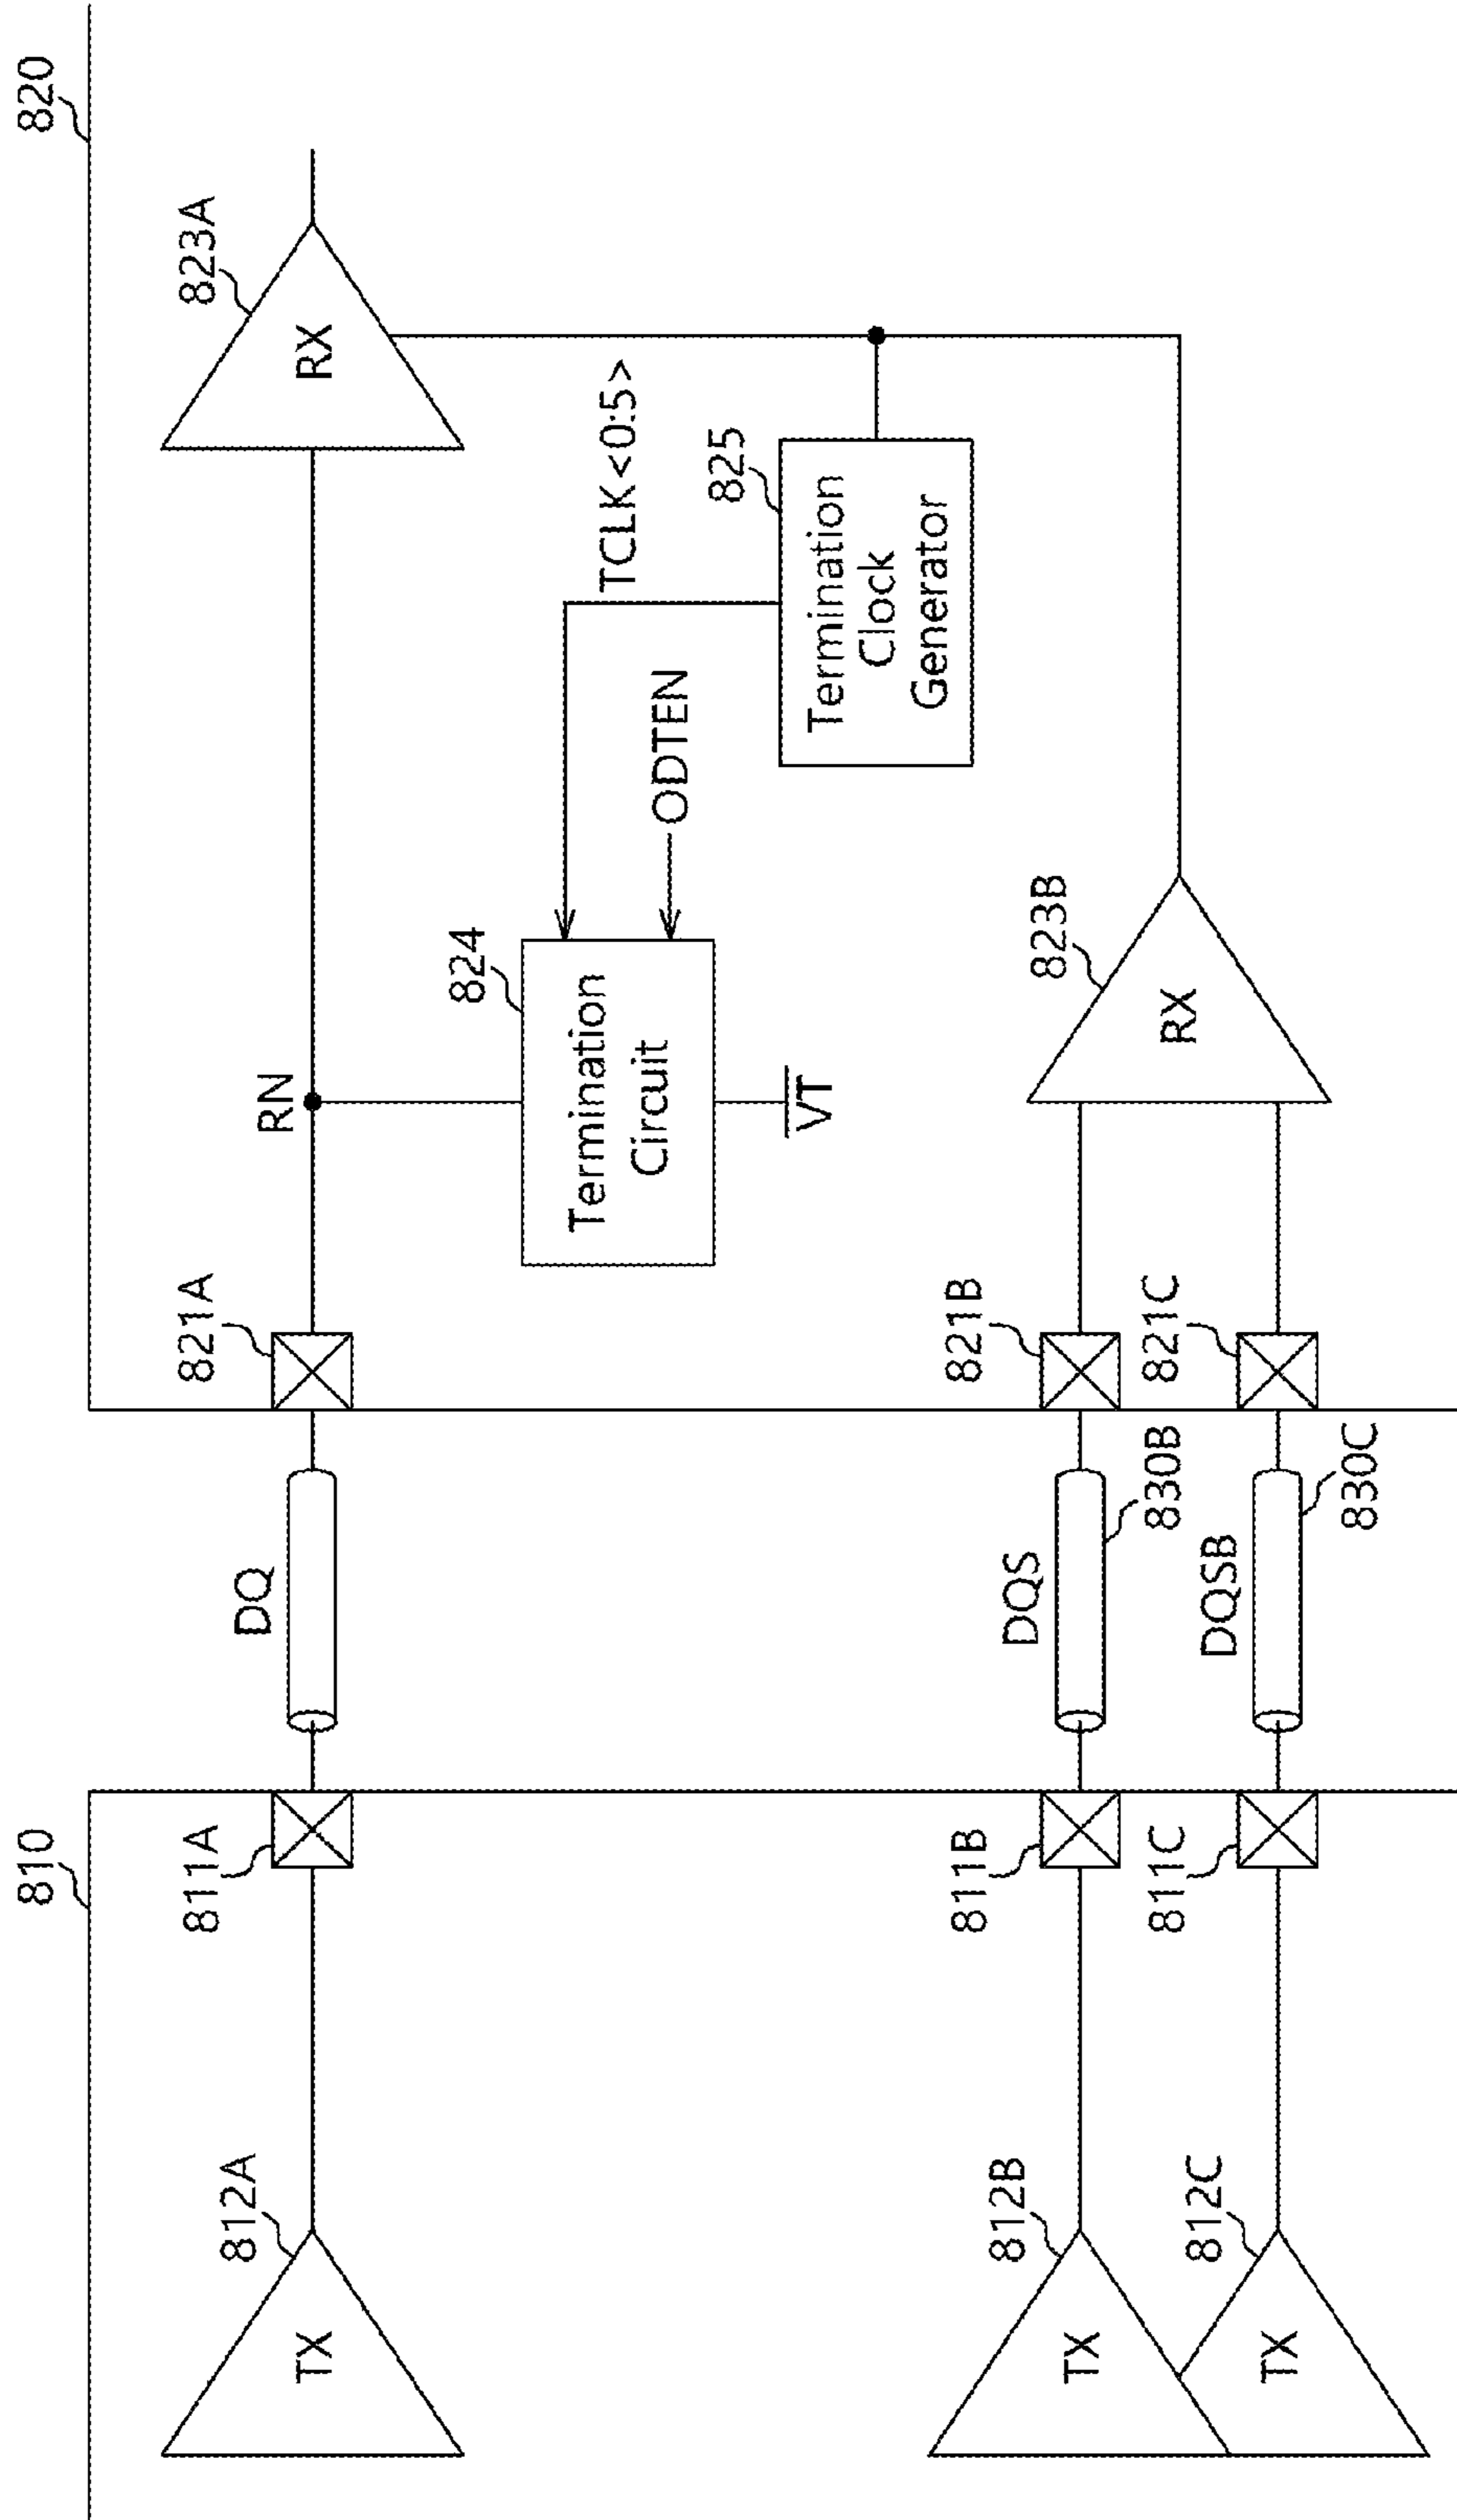 810
820
812A
TX
811A
DQ
821A
RN
823A
RX
824
Termination
Circuit
VT
TCLK<0:5>
ODTEN
825
Termination
Clock
Generator
812B
TX
811B
DQS
830B
821B
823B
RX
812C
TX
811C
DQSB
830C
821C